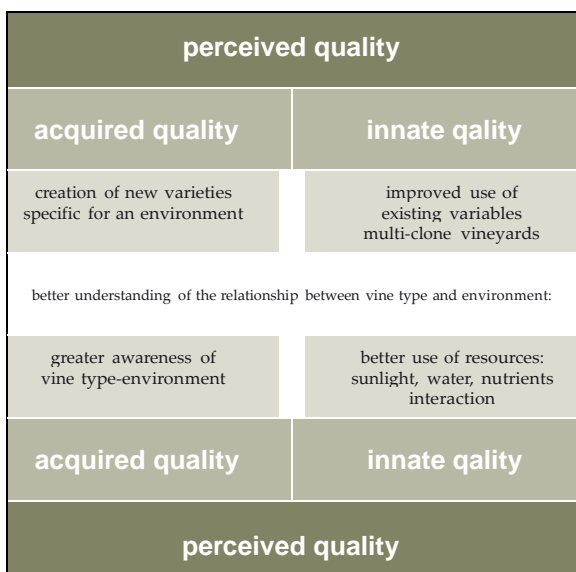 perceived quality
acquired quality
innate qality
creation of new varieties
specific for an environment
improved use of
existing variables
multi-clone vineyards
better understanding of the relationship between vine type and environment:
greater awareness of
vine type-environment
better use of resources:
sunlight, water, nutrients
interaction
acquired quality
innate qality
perceived quality